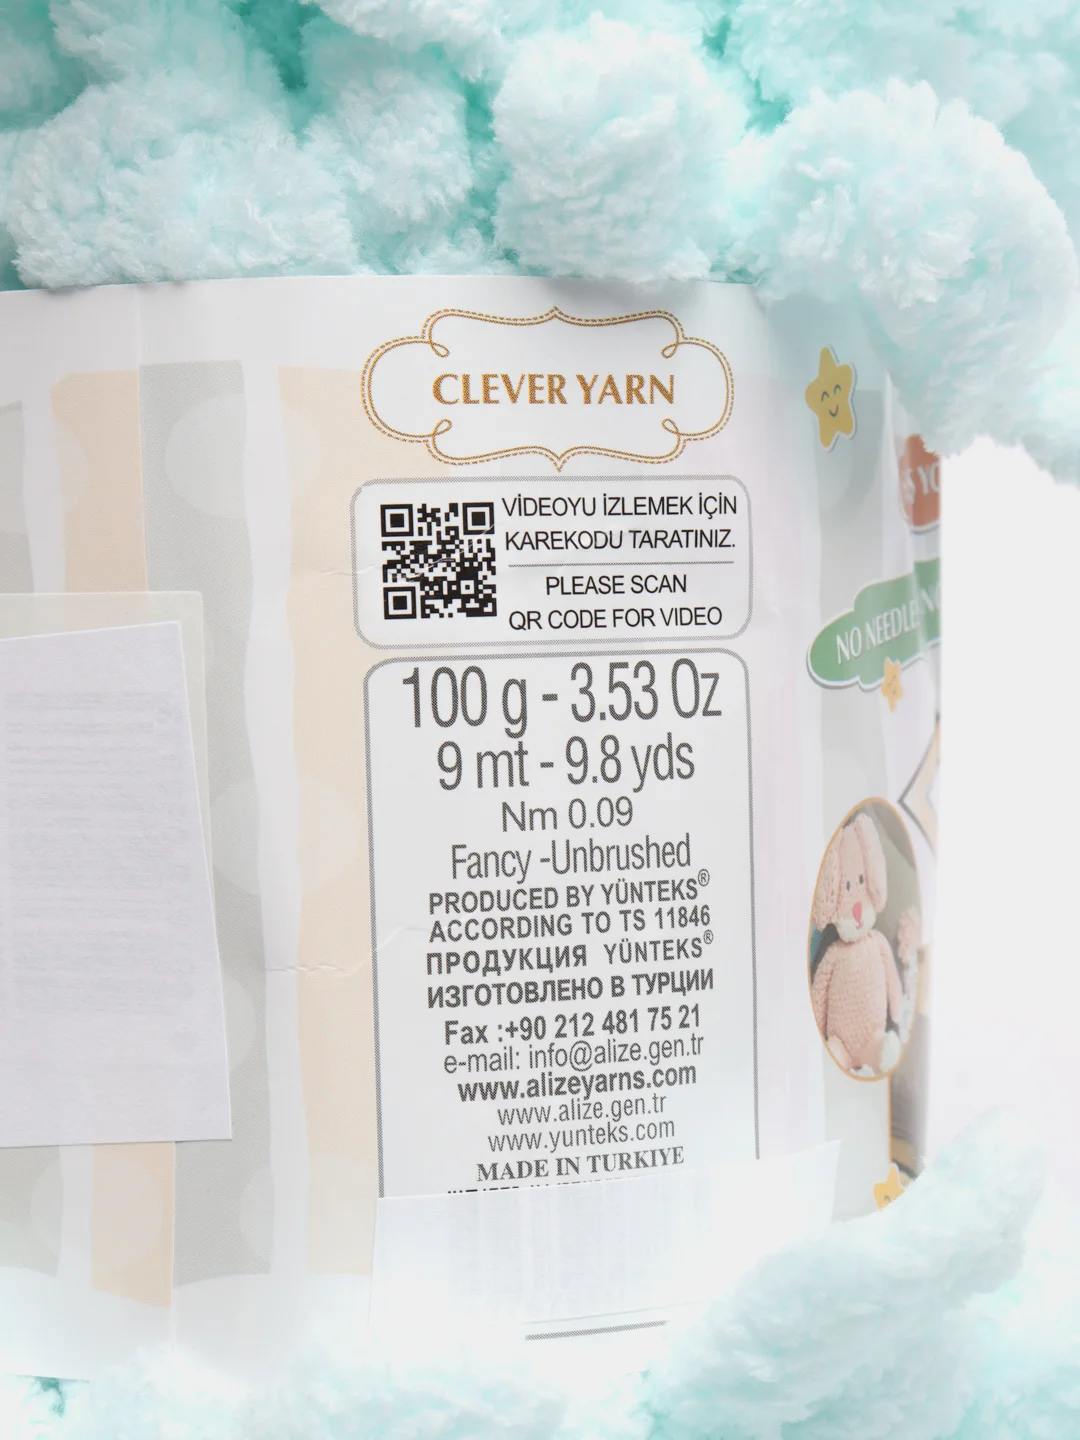 CLEVER YARN
VİDEOYU İZLEMEK İÇİN
KAREKODU TARATINIZ.
PLEASE SCAN
QR CODE FOR VIDEO
100 g - 3.53 Oz
9 mt - 9.8 yds
Nm 0.09
Fancy -Unbrushed
PRODUCED BY YÜNTEKS®
ACCORDING TO TS 11846
ПРОДУКЦИЯ YÜNTEKS®
ИЗГОТОВЛЕНО В ТУРЦИИ
Fax :+90 212 481 75 21
e-mail: info@alize.gen.tr
www.alizeyarns.com
www.alize.gen.tr
www.yunteks.com
MADE IN TURKIYE
NO NEEDLE